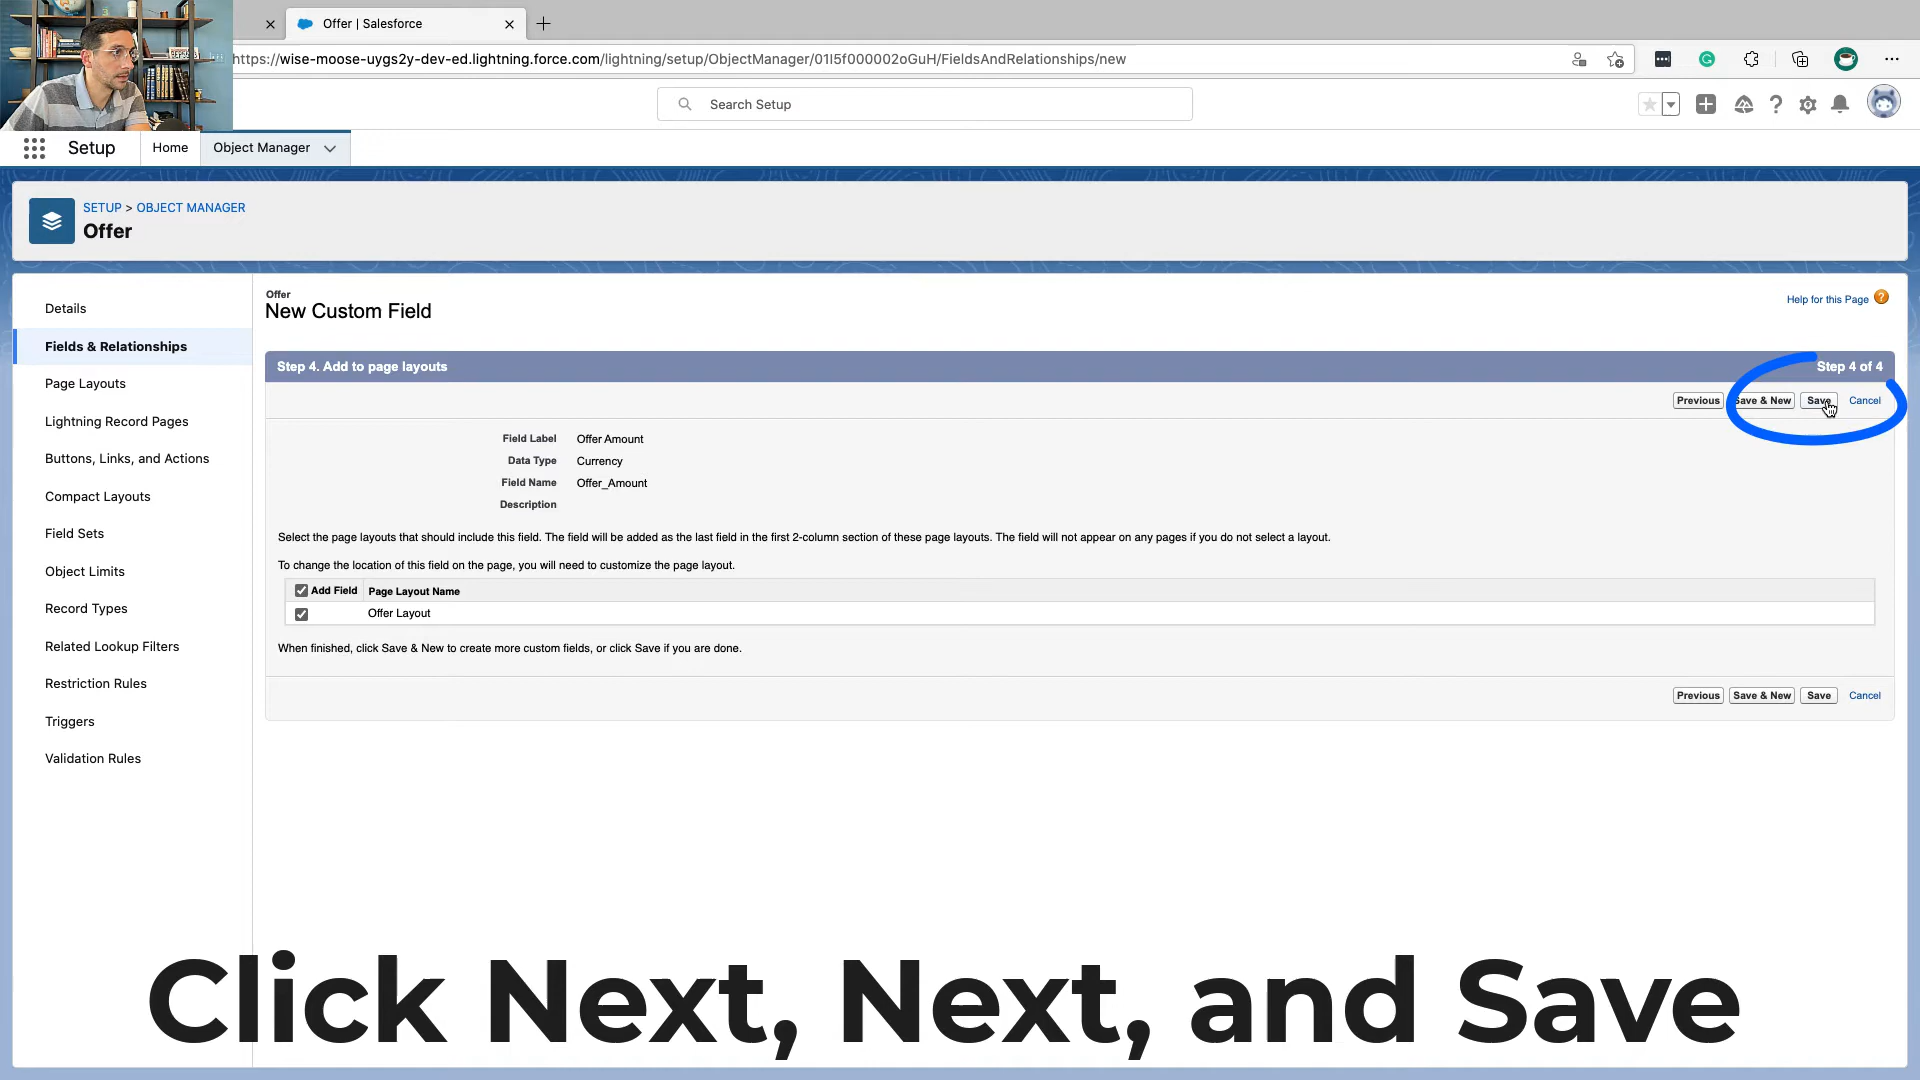 Offer | Salesforce
https://wise-moose-uygs2y-dev-ed.lightning.force.com/lightning/setup/ObjectManager/01I5f000002oGuH/FieldsAndRelationships/new
Search Setup
Setup
Home
Object Manager
SETUP > OBJECT MANAGER
Offer
Details
Fields & Relationships
Page Layouts
Lightning Record Pages
Buttons, Links, and Actions
Compact Layouts
Field Sets
Object Limits
Record Types
Related Lookup Filters
Restriction Rules
Triggers
Validation Rules
Offer
New Custom Field
Help for this Page ?
Step 4. Add to page layouts
Step 4 of 4
Previous Save & New Save Cancel
Field Label Offer Amount
Data Type Currency
Field Name Offer_Amount
Description
Select the page layouts that should include this field. The field will be added as the last field in the first 2-column section of these page layouts. The field will not appear on any pages if you do not select a layout.
To change the location of this field on the page, you will need to customize the page layout.
Add Field Page Layout Name
Offer Layout
When finished, click Save & New to create more custom fields, or click Save if you are done.
Previous Save & New Save Cancel
Click Next, Next, and Save